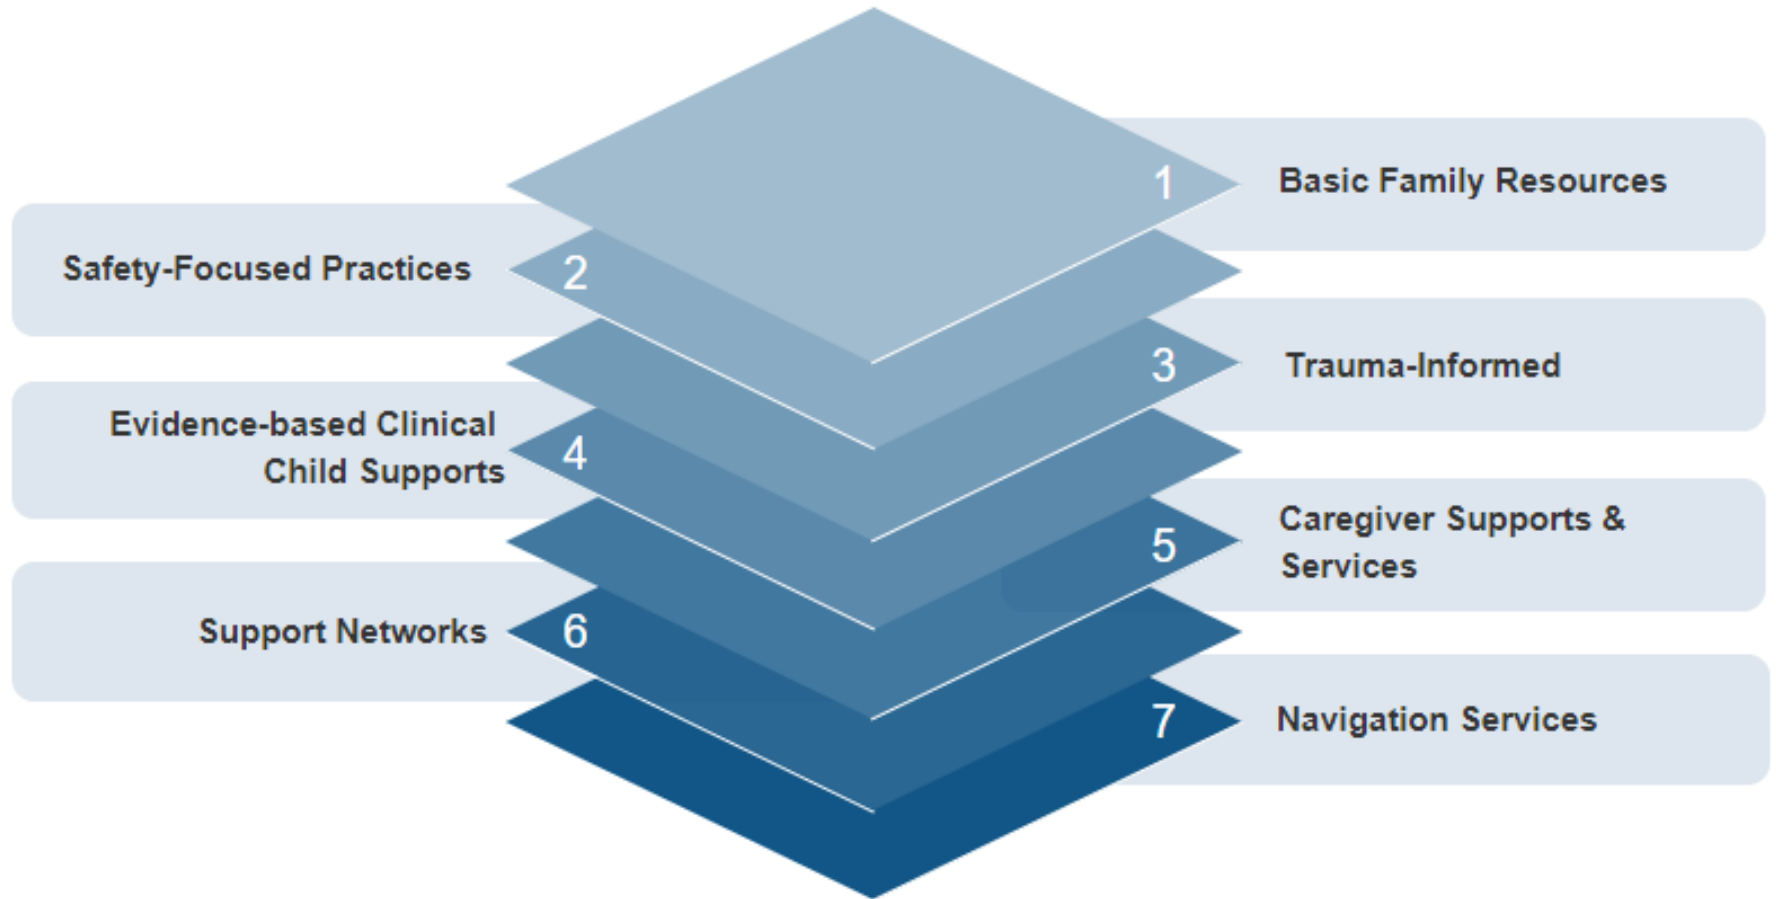 1 Basic Family Resources
Safety-Focused Practices 2
3 Trauma-Informed
Evidence-based Clinical
Child Supports
4
5
Caregiver Supports &
Services
Support Networks 6
7 Navigation Services